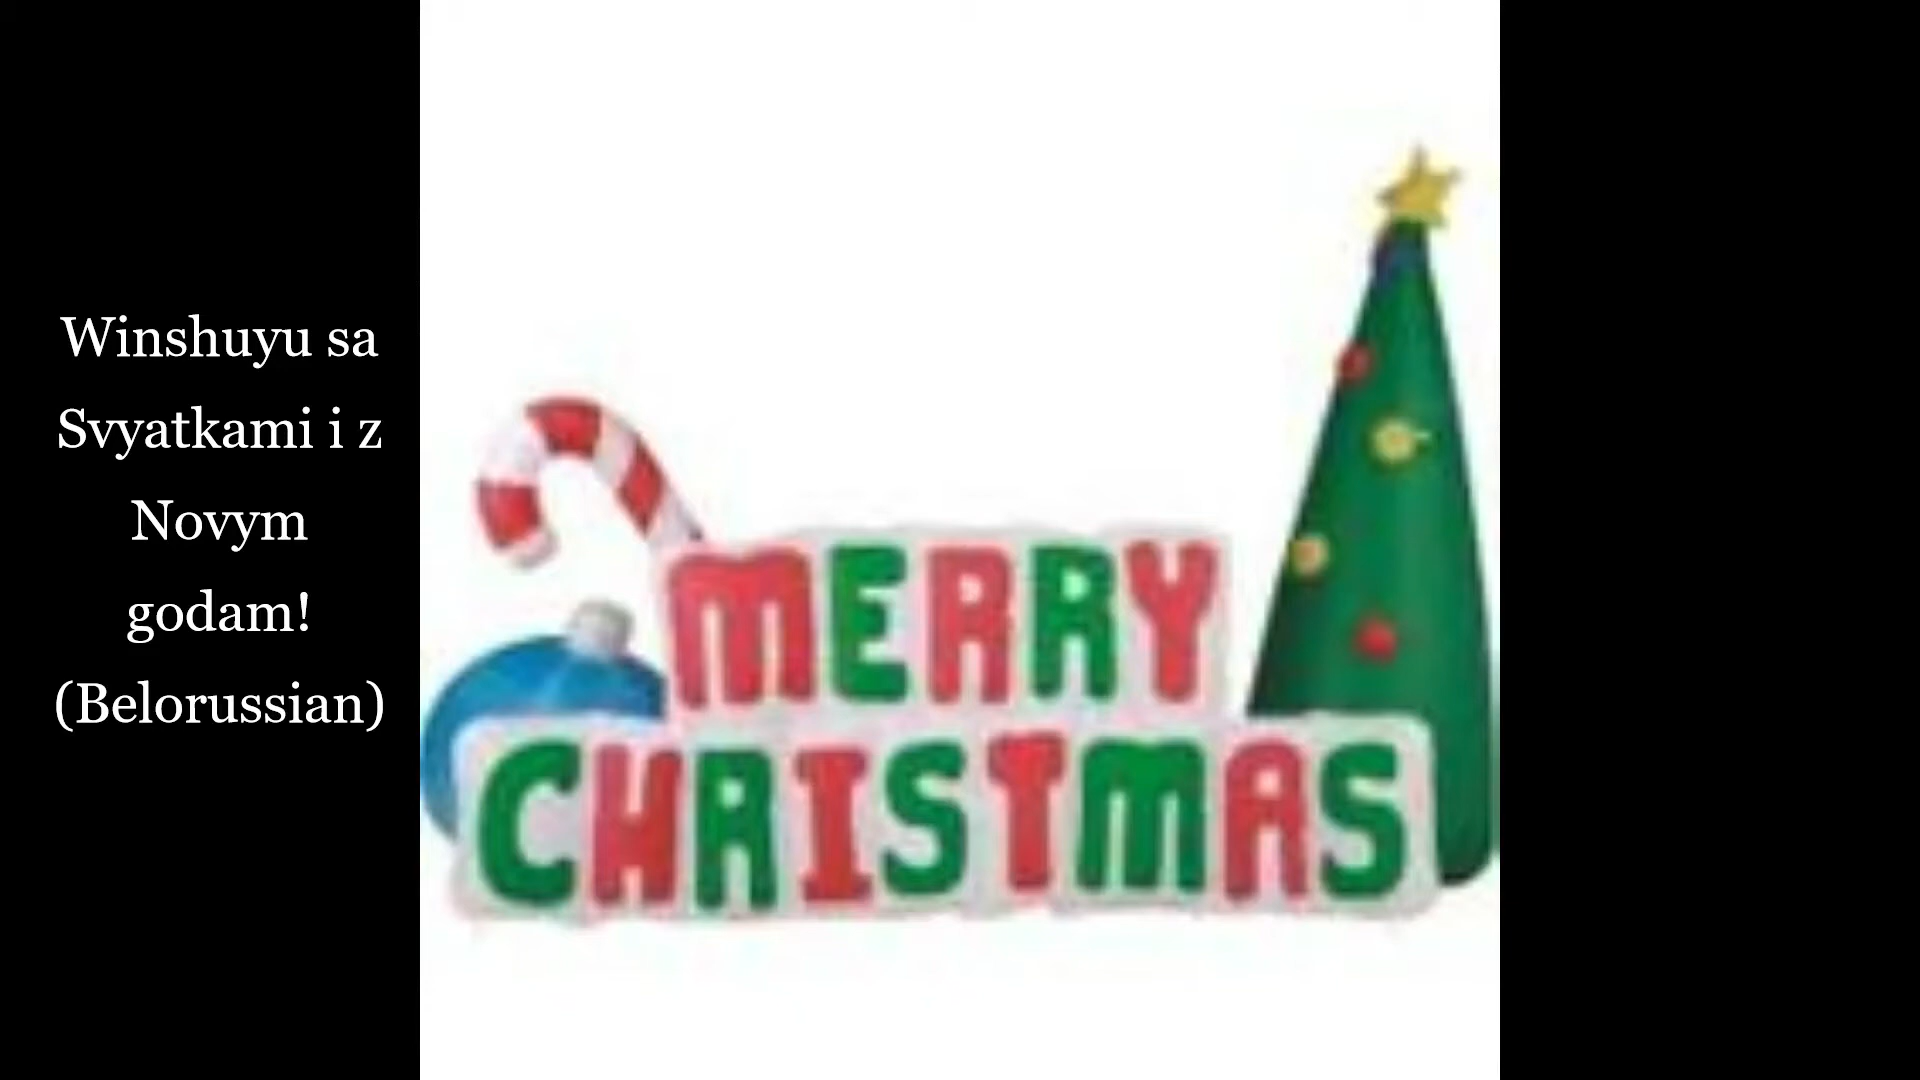 Winshuyu sa
Svyatkami i z
Novym
godam!
(Belorussian)
MERRY
CHRISTMAS